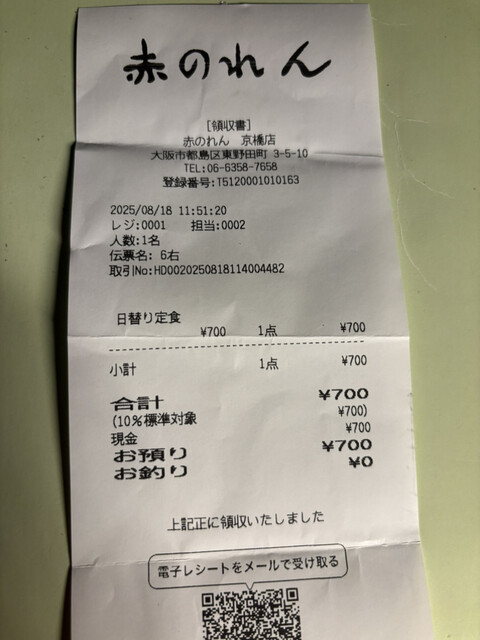 赤のれん
[領収書]
赤のれん 京橋店
大阪市都島区東野田町 3-5-10
TEL:06-6358-7658
登録番号:T5120001010163
2025/08/18 11:51:20
レジ:0001 担当:0002
人数:1名
伝票名: 6右
取引No:HD0020250818114004482
日替り定食
¥700 1点 ¥700
小計 1点 ¥700
合計 ¥700
(10%標準対象 ¥700)
現金 ¥700
お預り ¥700
お釣り ¥0
上記正に領収いたしました
電子レシートをメールで受け取る